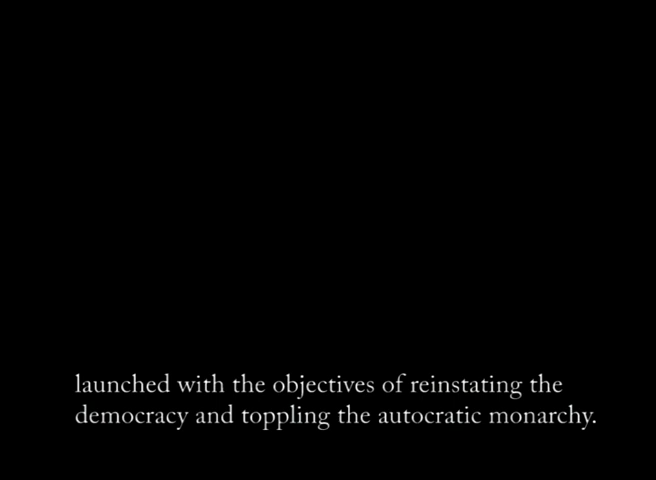 launched with the objectives of reinstating the
democracy and toppling the autocratic monarchy.